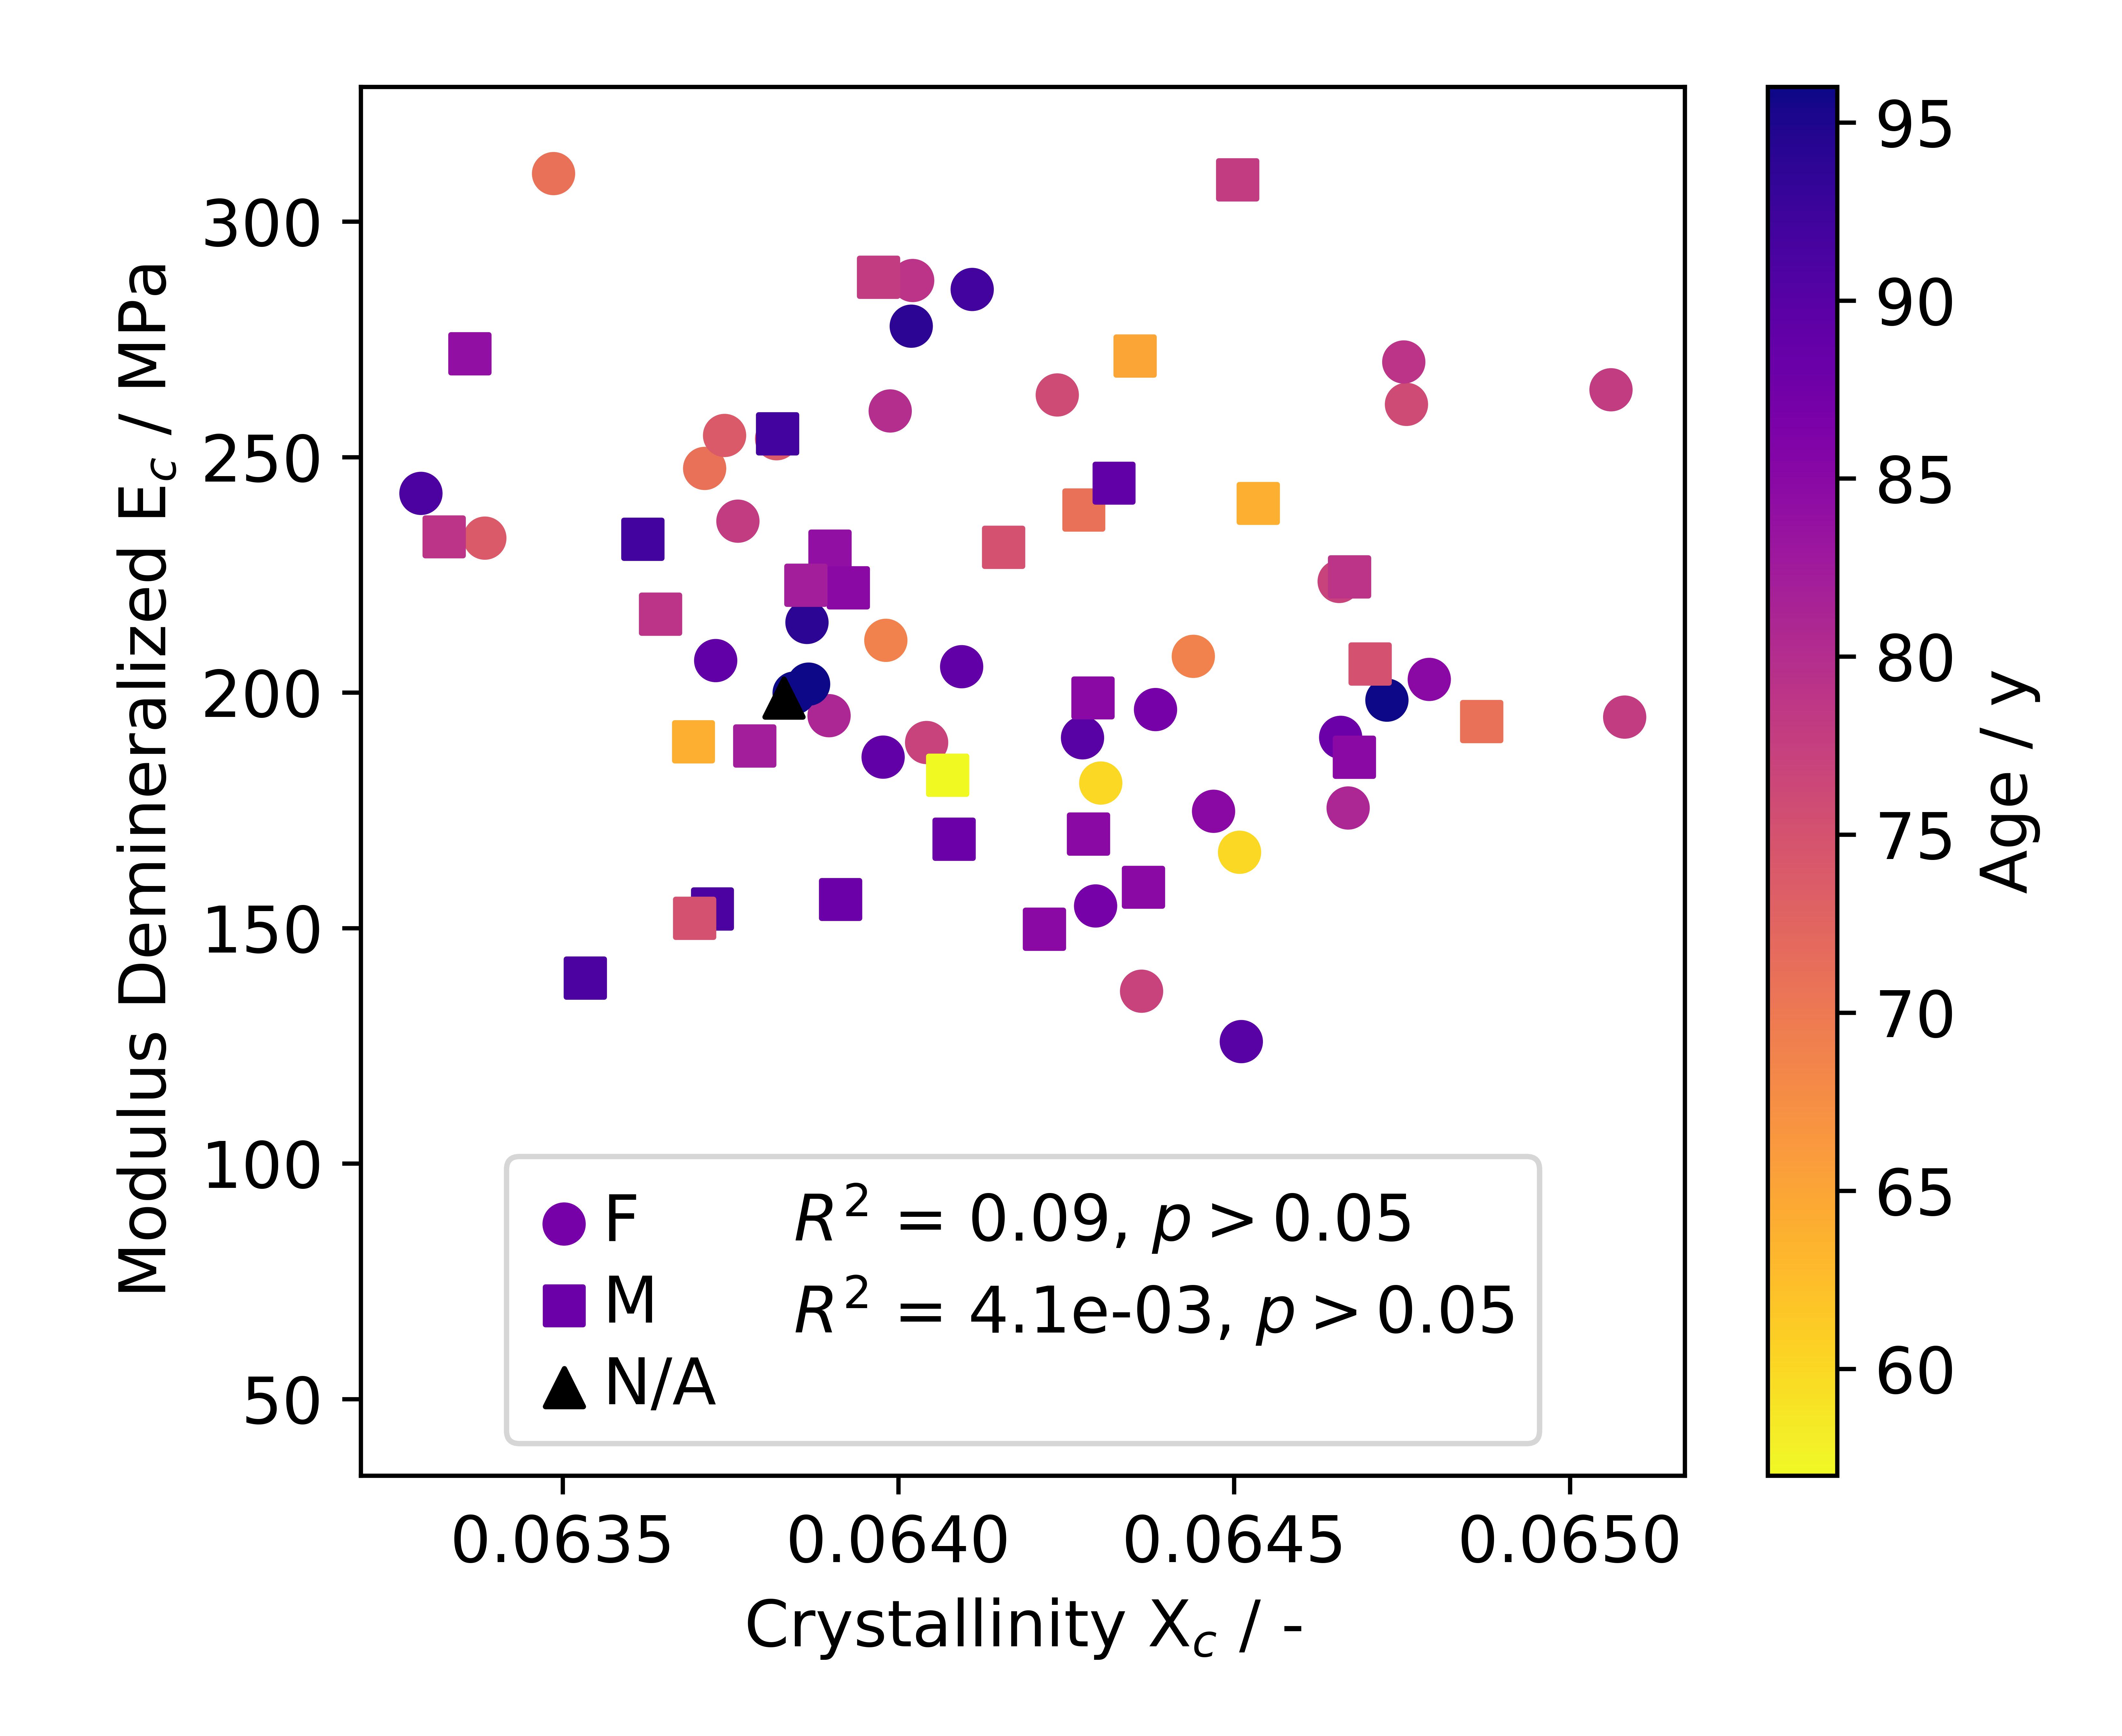 Modulus Demineralized E_c / MPa
300
250
200
150
100
50
F R² = 0.09, p > 0.05
M R² = 4.1e-03, p > 0.05
N/A
0.0635 0.0640 0.0645 0.0650
Crystallinity X_c / -
95
90
85
80
75
70
65
60
Age / y